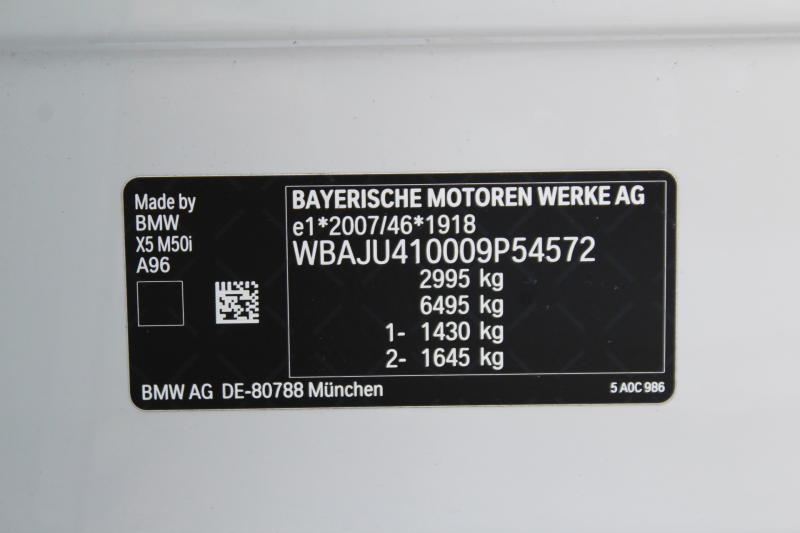 Made by
BMW
X5 M50i
A96
BAYERISCHE MOTOREN WERKE AG
e1*2007/46*1918
WBAJU410009P54572
2995 kg
6495 kg
1- 1430 kg
2- 1645 kg
BMW AG DE-80788 München
5 A0C 986